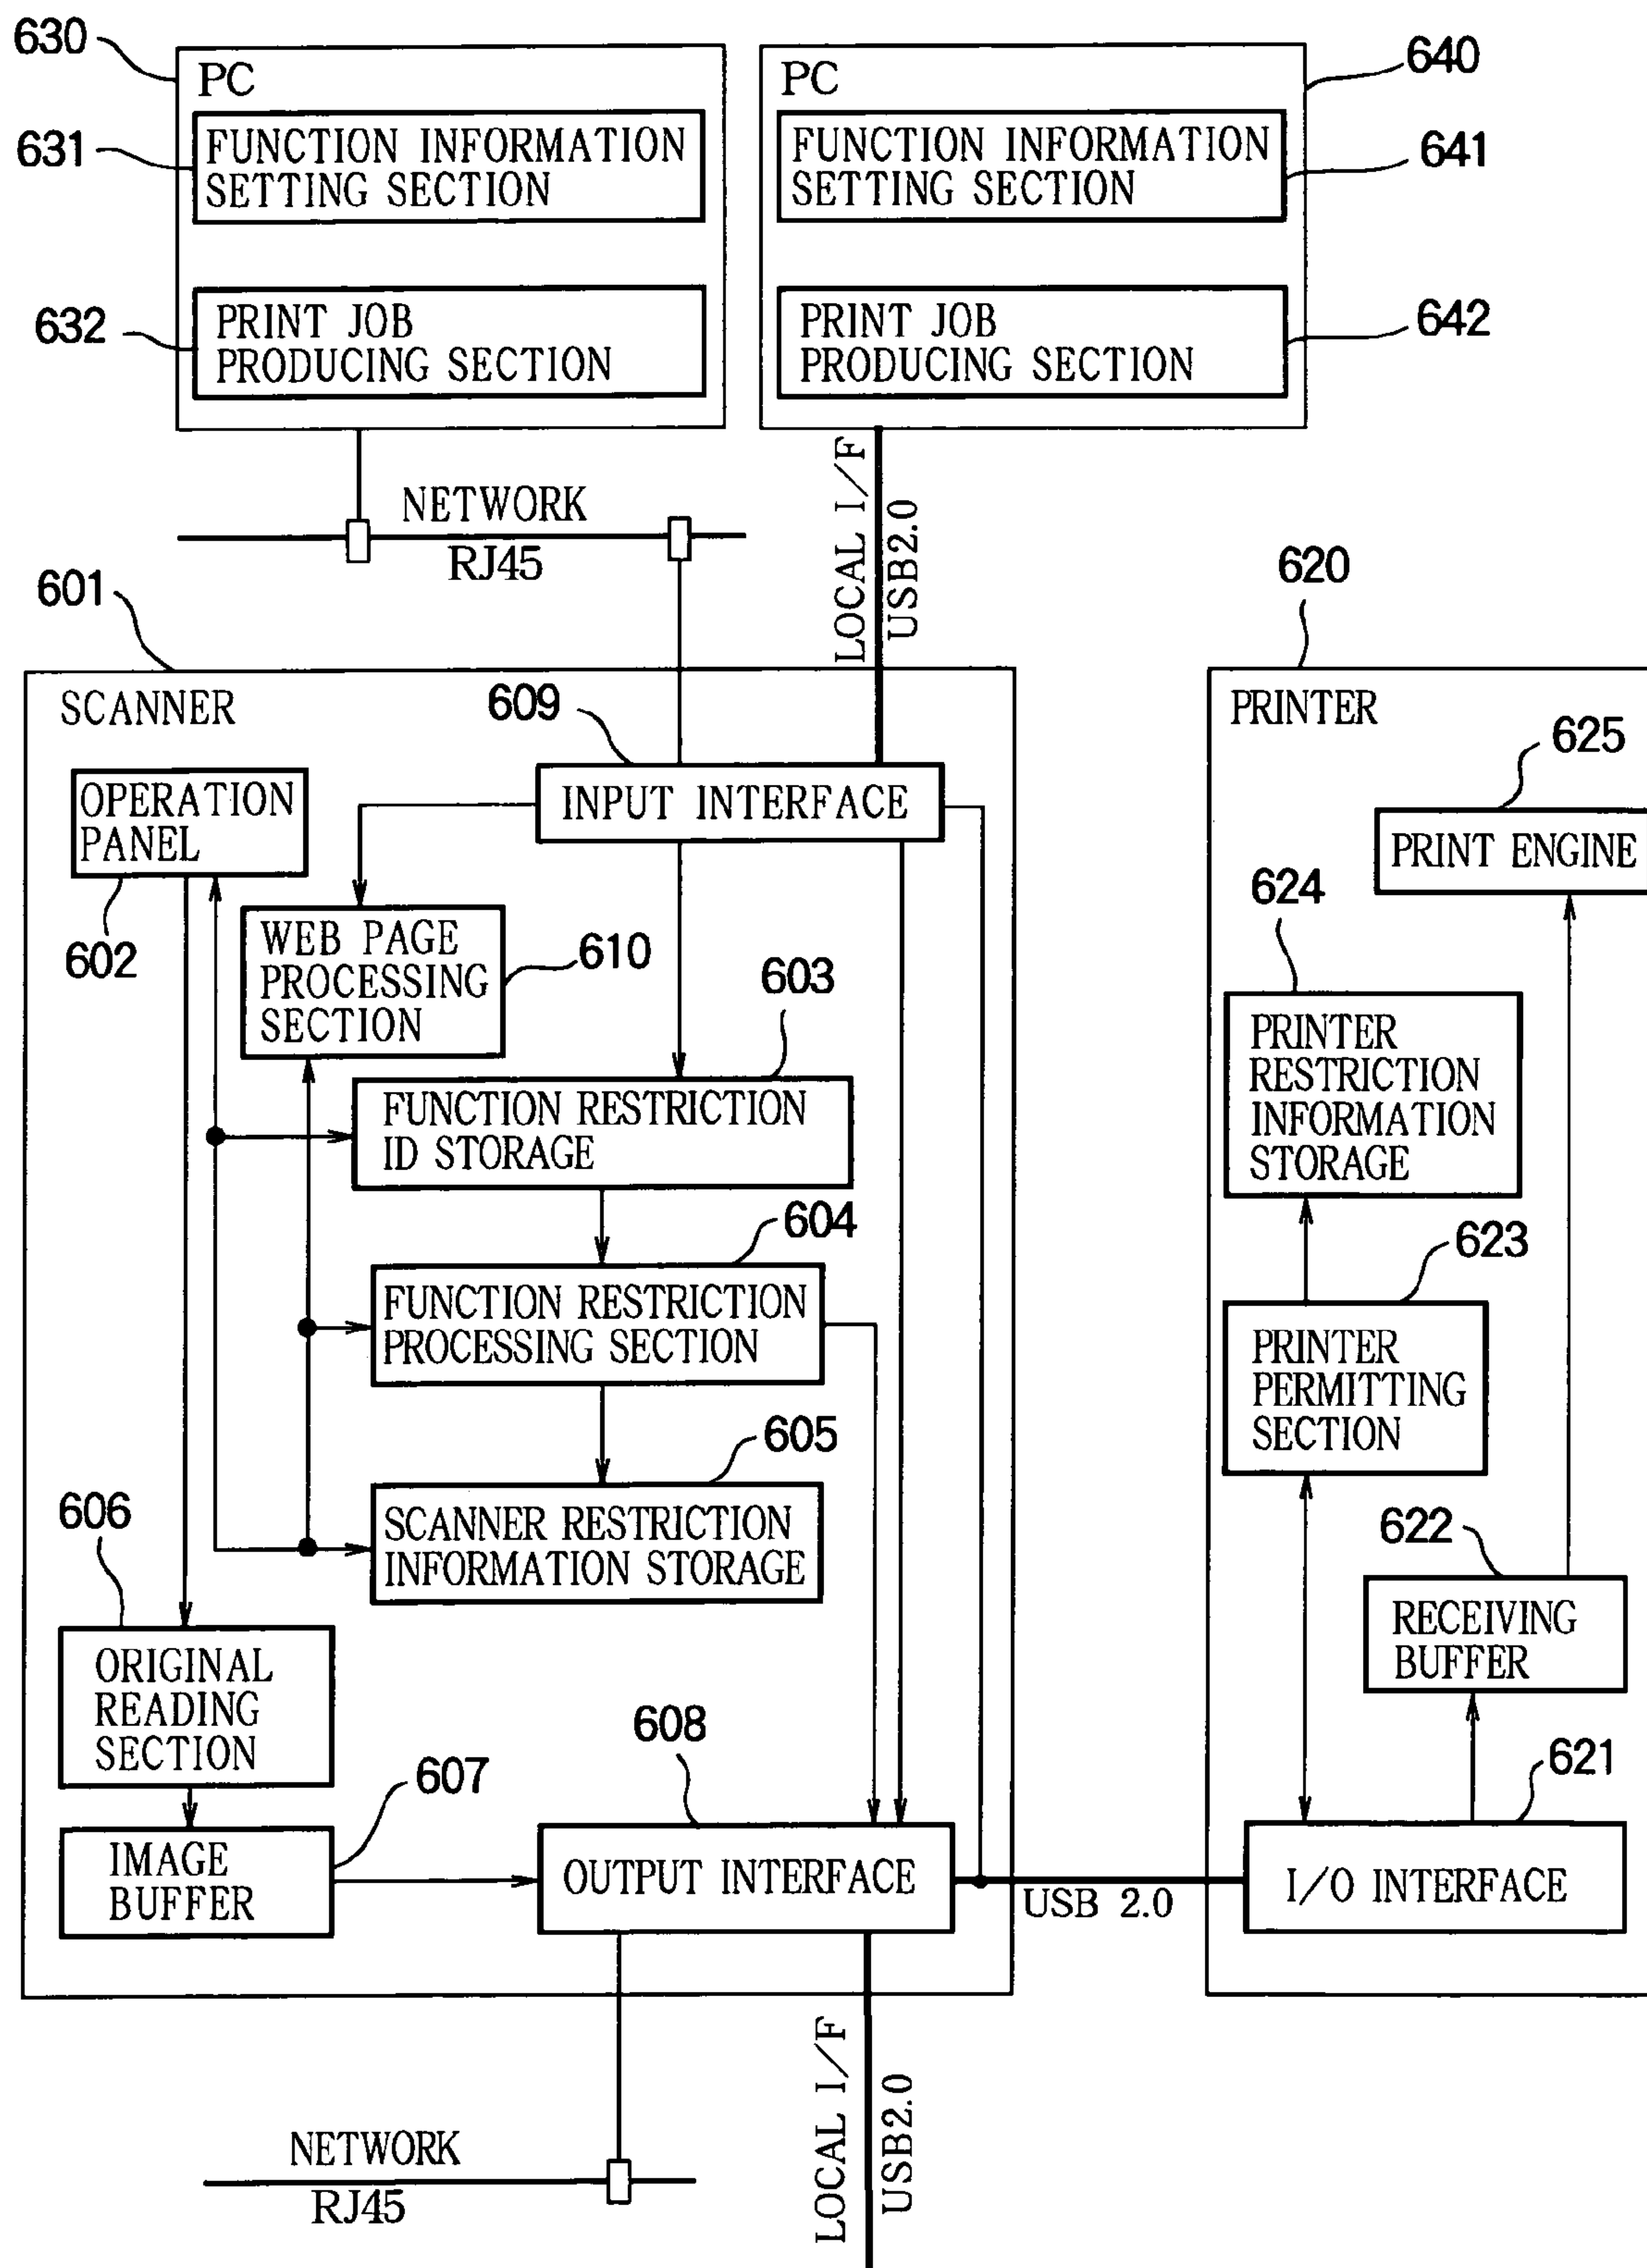 630
PC
631
FUNCTION INFORMATION
SETTING SECTION
632
PRINT JOB
PRODUCING SECTION
640
PC
641
FUNCTION INFORMATION
SETTING SECTION
642
PRINT JOB
PRODUCING SECTION
NETWORK
RJ45
LOCAL I/F
USB2.0
601
SCANNER
609
INPUT INTERFACE
OPERATION
PANEL
602
WEB PAGE
PROCESSING
SECTION
610
603
FUNCTION RESTRICTION
ID STORAGE
604
FUNCTION RESTRICTION
PROCESSING SECTION
605
SCANNER RESTRICTION
INFORMATION STORAGE
606
ORIGINAL
READING
SECTION
607
IMAGE
BUFFER
608
OUTPUT INTERFACE
USB 2.0
620
PRINTER
625
PRINT ENGINE
624
PRINTER
RESTRICTION
INFORMATION
STORAGE
623
PRINTER
PERMITTING
SECTION
622
RECEIVING
BUFFER
621
I/O INTERFACE
NETWORK
RJ45
LOCAL I/F
USB2.0